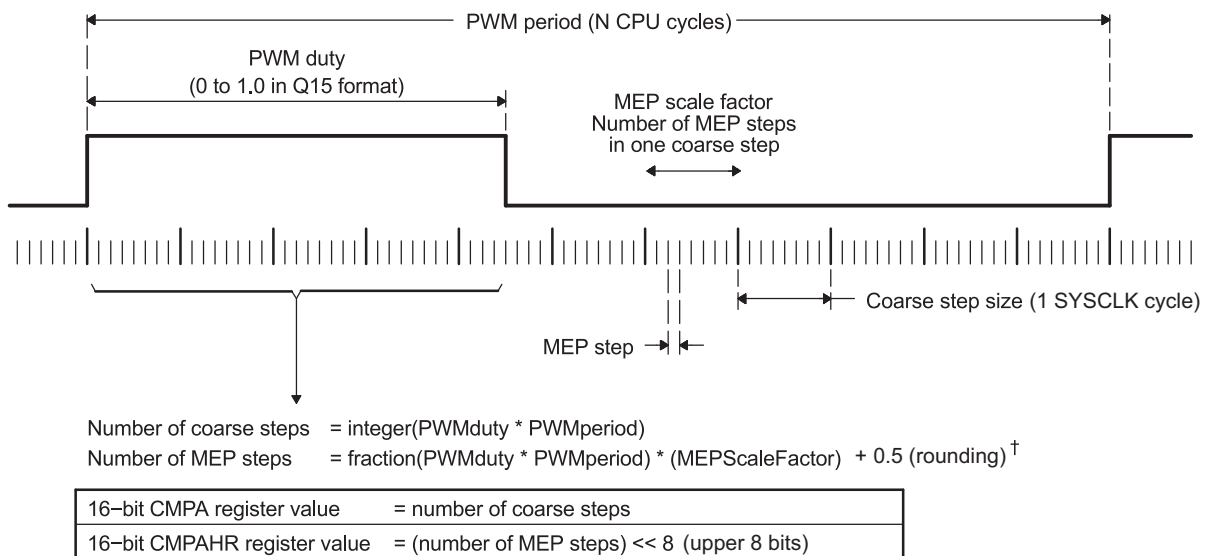 PWM period (N CPU cycles)
PWM duty
(0 to 1.0 in Q15 format)
MEP scale factor
Number of MEP steps
in one coarse step
Coarse step size (1 SYSCLK cycle)
MEP step
Number of coarse steps = integer(PWMduty * PWMperiod)
Number of MEP steps = fraction(PWMduty * PWMperiod) * (MEPScaleFactor) + 0.5 (rounding)†
16−bit CMPA register value = number of coarse steps
16−bit CMPAHR register value = (number of MEP steps) << 8 (upper 8 bits)